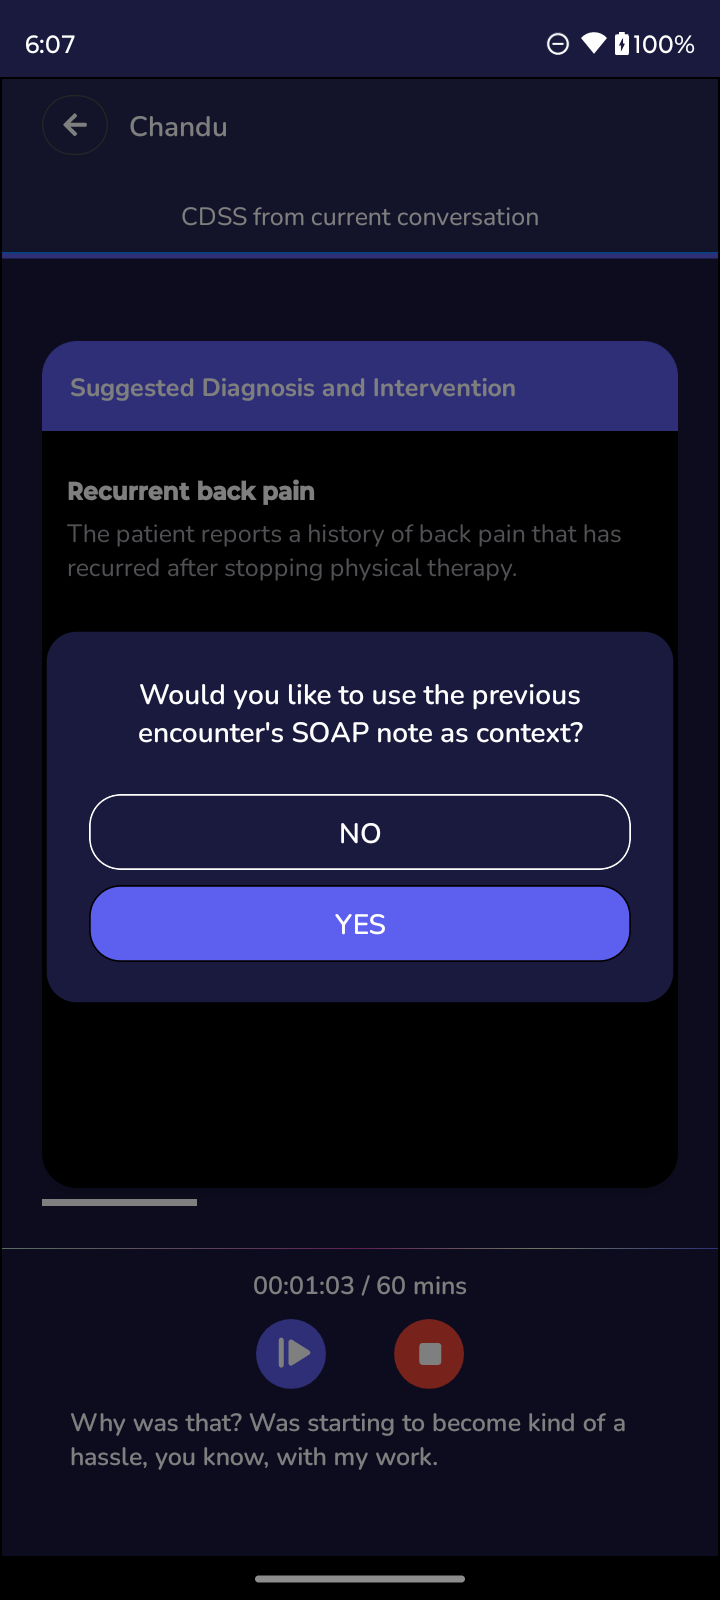 6:07
100%
Chandu
CDSS from current conversation
Suggested Diagnosis and Intervention
Recurrent back pain
The patient reports a history of back pain that has
recurred after stopping physical therapy.
Would you like to use the previous
encounter's SOAP note as context?
NO
YES
00:01:03 / 60 mins
Why was that? Was starting to become kind of a
hassle, you know, with my work.